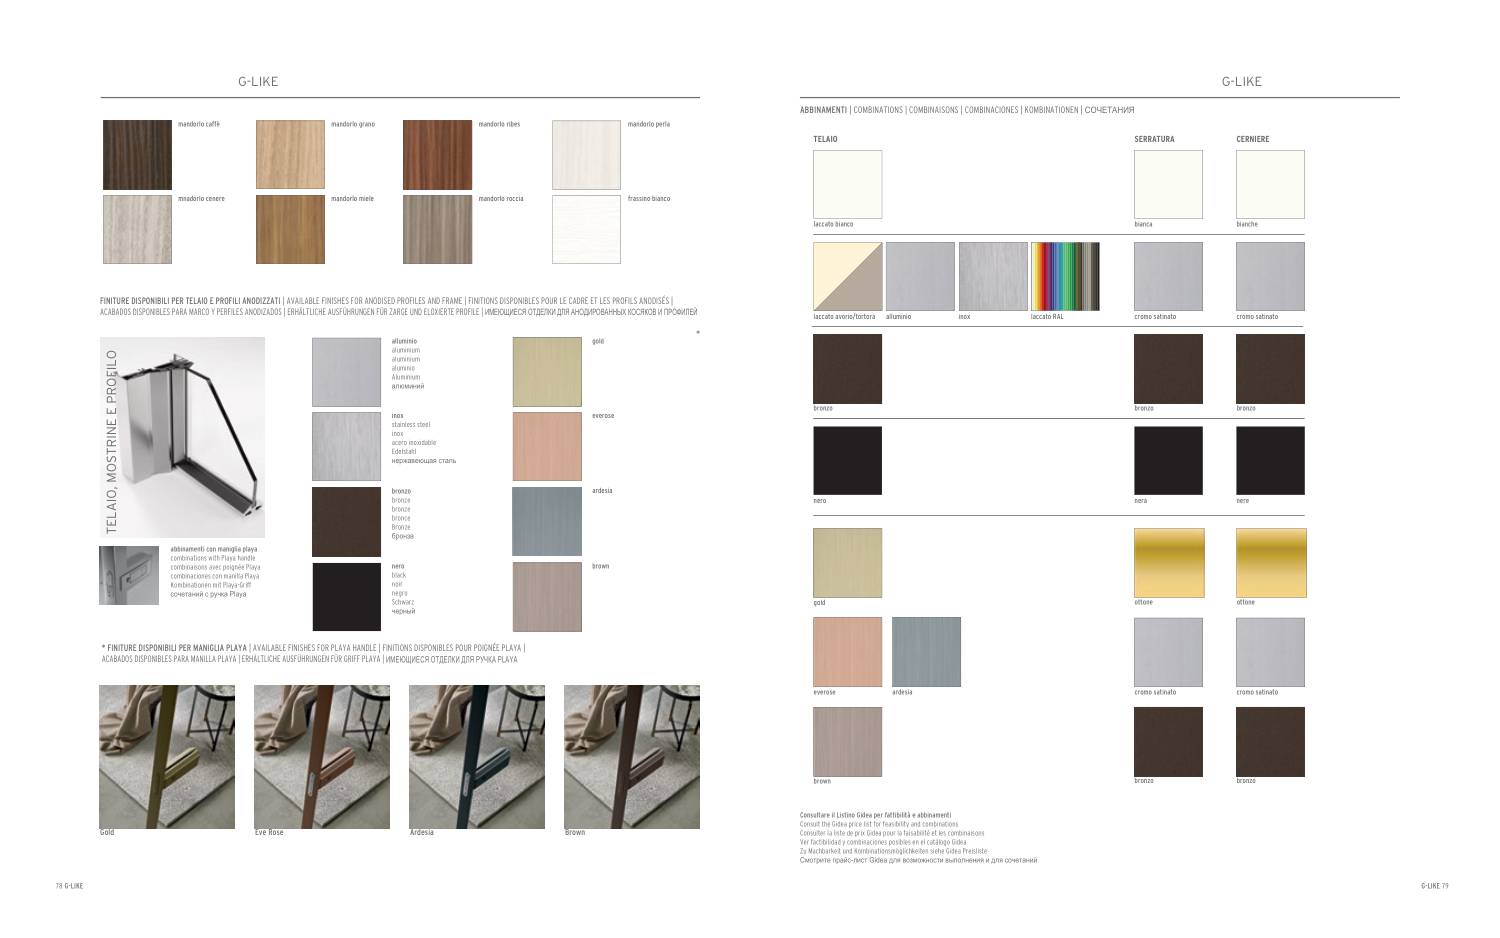 G-LIKE
mandorlo caffè
mandorlo grano
mandorlo ribes
mandorlo perla
mnadorlo cenere
mandorlo miele
mandorlo roccia
frassino bianco
FINITURE DISPONIBILI PER TELAIO E PROFILI ANODIZZATI | AVAILABLE FINISHES FOR ANODISED PROFILES AND FRAME | FINITIONS DISPONIBLES POUR LE CADRE ET LES PROFILS ANODISÉS |
ACABADOS DISPONIBLES PARA MARCO Y PERFILES ANODIZADOS | ERHÄLTLICHE AUSFÜHRUNGEN FÜR ZARGE UND ELOXIERTE PROFILE | ИМЕЮЩИЕСЯ ОТДЕЛКИ ДЛЯ АНОДИРОВАННЫХ КОСЯКОВ И ПРОФИЛЕЙ
*
TELAIO, MOSTRINE E PROFILO
abbinamenti con maniglia playa
combinations with Playa handle
combinaisons avec poignée Playa
combinaciones con manilla Playa
Kombinationen mit Playa-Griff
сочетаний с ручка Playa
alluminio
aluminium
aluminium
aluminio
Aluminium
алюминий
inox
stainless steel
inox
acero inoxidable
Edelstahl
нержавеющая сталь
bronzo
bronze
bronze
bronce
Bronze
бронзв
nero
black
noir
negro
Schwarz
черный
gold
everose
ardesia
brown
* FINITURE DISPONIBILI PER MANIGLIA PLAYA | AVAILABLE FINISHES FOR PLAYA HANDLE | FINITIONS DISPONIBLES POUR POIGNÉE PLAYA |
ACABADOS DISPONIBLES PARA MANILLA PLAYA | ERHÄLTLICHE AUSFÜHRUNGEN FÜR GRIFF PLAYA | ИМЕЮЩИЕСЯ ОТДЕЛКИ ДЛЯ РУЧКА PLAYA
Gold
Eve Rose
Ardesia
Brown
78 G-LIKE
G-LIKE
ABBINAMENTI | COMBINATIONS | COMBINAISONS | COMBINACIONES | KOMBINATIONEN | СОЧЕТАНИЯ
TELAIO
SERRATURA
CERNIERE
laccato bianco
bianca
bianche
laccato avorio/tortora
alluminio
inox
laccato RAL
cromo satinato
cromo satinato
bronzo
bronzo
bronzo
nero
nera
nere
gold
ottone
ottone
everose
ardesia
cromo satinato
cromo satinato
brown
bronzo
bronzo
Consultare il Listino Gidea per fattibilità e abbinamenti
Consult the Gidea price list for feasibility and combinations
Consulter la liste de prix Gidea pour la faisabilité et les combinaisons
Ver factibilidad y combinaciones posibles en el catálogo Gidea
Zu Machbarkeit und Kombinationsmöglichkeiten siehe Gidea Preisliste
Смотрите прайс-лист Gidea для возможности выполнения и для сочетаний
G-LIKE 79